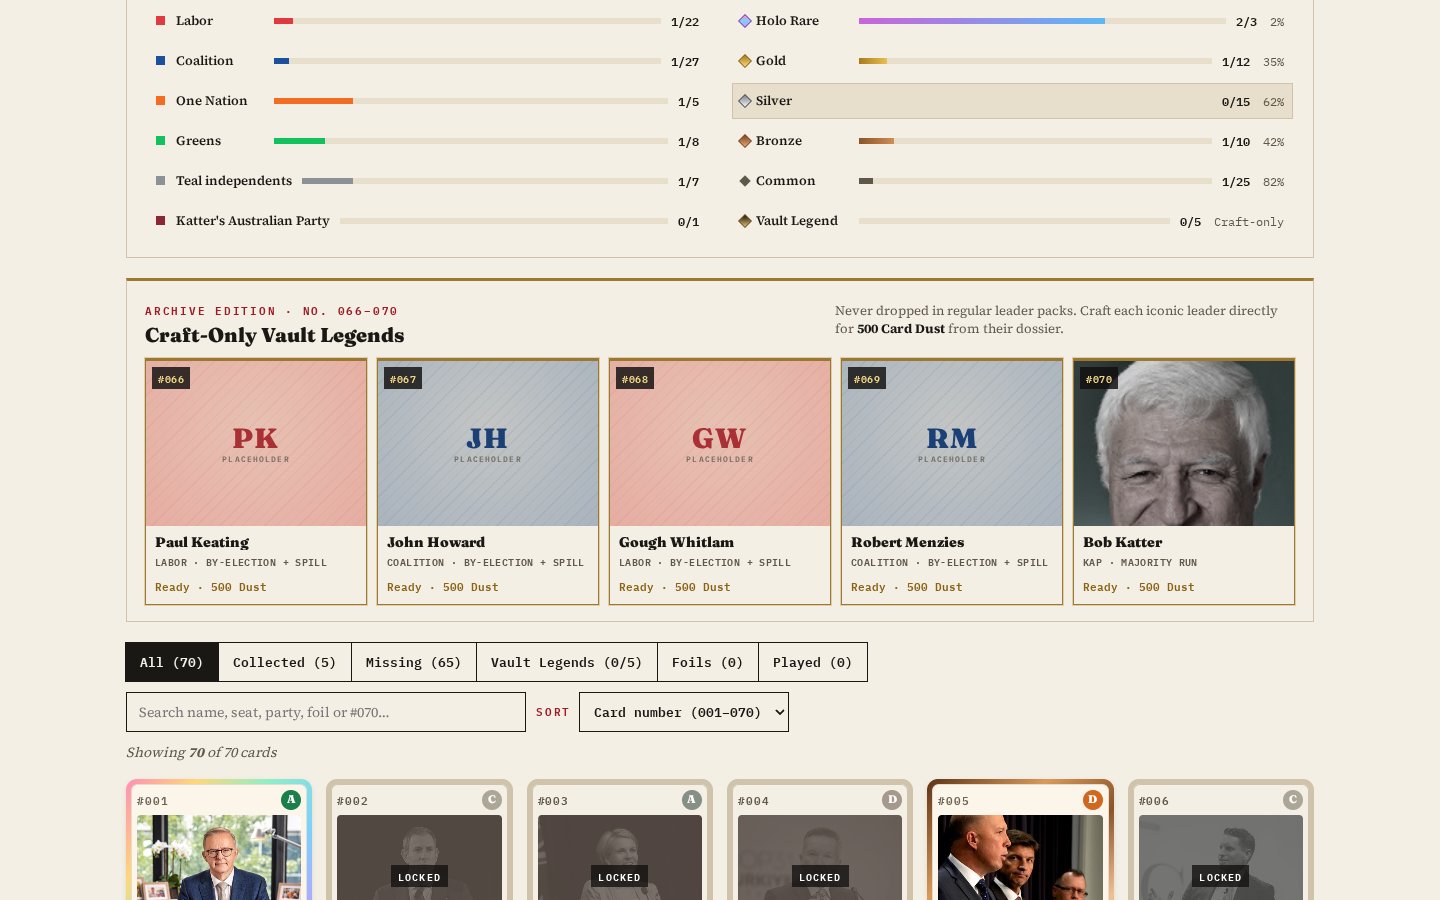 Labor 1/22
Coalition 1/27
One Nation 1/5
Greens 1/8
Teal independents 1/7
Katter's Australian Party 0/1
Holo Rare 2/3 2%
Gold 1/12 35%
Silver 0/15 62%
Bronze 1/10 42%
Common 1/25 82%
Vault Legend 0/5 Craft-only
ARCHIVE EDITION · NO. 066–070
Craft-Only Vault Legends
Never dropped in regular leader packs. Craft each iconic leader directly
for 500 Card Dust from their dossier.
#066
PK
PLACEHOLDER
Paul Keating
LABOR · BY-ELECTION + SPILL
Ready · 500 Dust
#067
JH
PLACEHOLDER
John Howard
COALITION · BY-ELECTION + SPILL
Ready · 500 Dust
#068
GW
PLACEHOLDER
Gough Whitlam
LABOR · BY-ELECTION + SPILL
Ready · 500 Dust
#069
RM
PLACEHOLDER
Robert Menzies
COALITION · BY-ELECTION + SPILL
Ready · 500 Dust
#070
Bob Katter
KAP · MAJORITY RUN
Ready · 500 Dust
All (70) Collected (5) Missing (65) Vault Legends (0/5) Foils (0) Played (0)
Search name, seat, party, foil or #070… SORT Card number (001–070)
Showing 70 of 70 cards
#001 A
#002 C
LOCKED
#003 A
LOCKED
#004 D
LOCKED
#005 D
#006 C
LOCKED